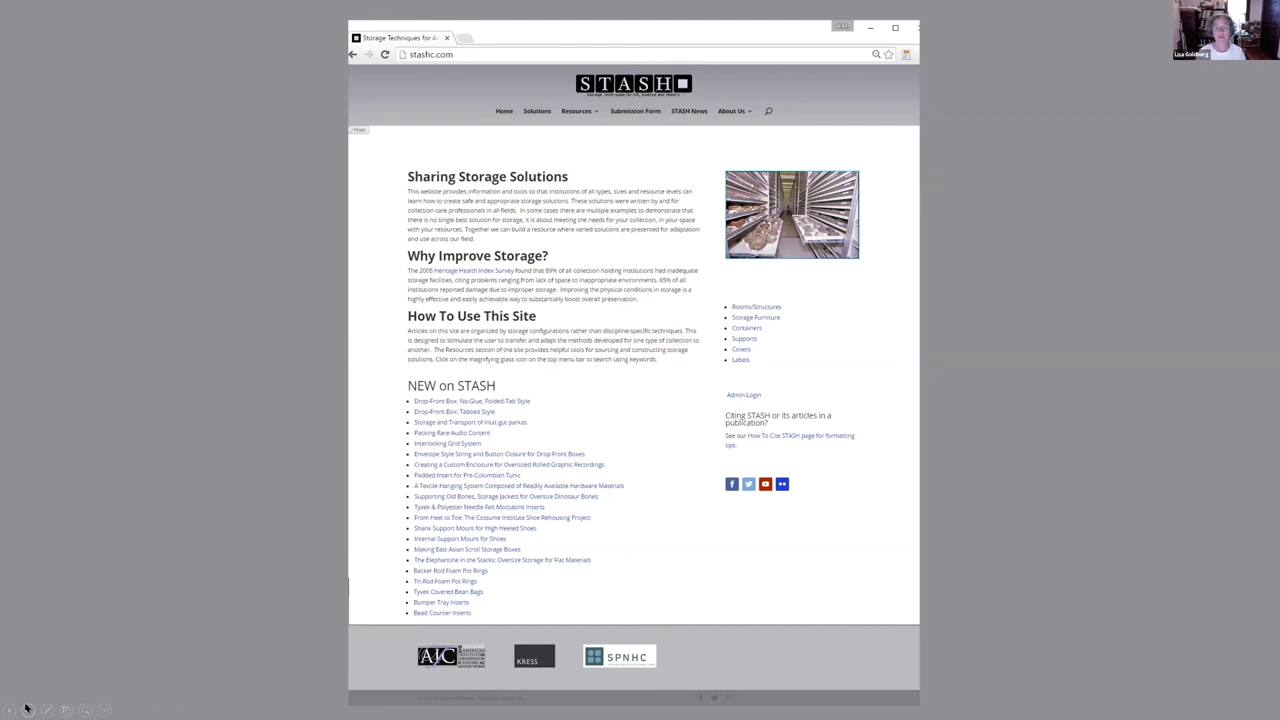 A.M.
Lisa Goldberg
Storage Techniques for Ar
stashc.com
STASH
Storage Techniques for Art, Science and History
Home Solutions Resources Submission Form STASH News About Us
Print
Sharing Storage Solutions
This website provides information and tools so that institutions of all types, sizes and resource levels can
learn how to create safe and appropriate storage solutions. These solutions were written by and for
collection care professionals in all fields. In some cases there are multiple examples to demonstrate that
there is no single best solution for storage, it is about meeting the needs for your collection, in your space
with your resources. Together we can build a resource where varied solutions are presented for adaptation
and use across our field.
Why Improve Storage?
The 2005 Heritage Health Index Survey found that 89% of all collection holding institutions had inadequate
storage facilities, citing problems ranging from lack of space to inappropriate environments. 65% of all
institutions reported damage due to improper storage. Improving the physical conditions in storage is a
highly effective and easily achievable way to substantially boost overall preservation.
How To Use This Site
Articles on this site are organized by storage configurations rather than discipline-specific techniques. This
is designed to stimulate the user to transfer and adapt the methods developed for one type of collection to
another. The Resources section of the site provides helpful tools for sourcing and constructing storage
solutions. Click on the magnifying glass icon on the top menu bar to search using keywords.
NEW on STASH
Drop-Front Box: No-Glue, Folded-Tab Style
Drop-Front Box: Tabbed Style
Storage and Transport of Inuit gut parkas
Packing Rare Audio Content
Interlocking Grid System
Envelope Style String and Button Closure for Drop Front Boxes
Creating a Custom Enclosure for Oversized Rolled Graphic Recordings
Padded Insert for Pre-Columbian Tunic
A Textile-Hanging System Composed of Readily Available Hardware Materials
Supporting Old Bones, Storage Jackets for Oversize Dinosaur Bones
Tyvek & Polyester Needle Felt Moccasins Inserts
From Heel to Toe: The Costume Institute Shoe Rehousing Project
Shank Support Mount for High Heeled Shoes
Internal Support Mount for Shoes
Making East Asian Scroll Storage Boxes
The Elephantine in the Stacks: Oversize Storage for Flat Materials
Backer Rod Foam Pot Rings
Tri-Rod Foam Pot Rings
Tyvek Covered Bean Bags
Bumper Tray Inserts
Bead Counter Inserts
Rooms/Structures
Storage Furniture
Containers
Supports
Covers
Labels
Admin Login
Citing STASH or its articles in a
publication?
See our How To Cite STASH page for formatting
tips.
AIC
KRESS
SPNHC